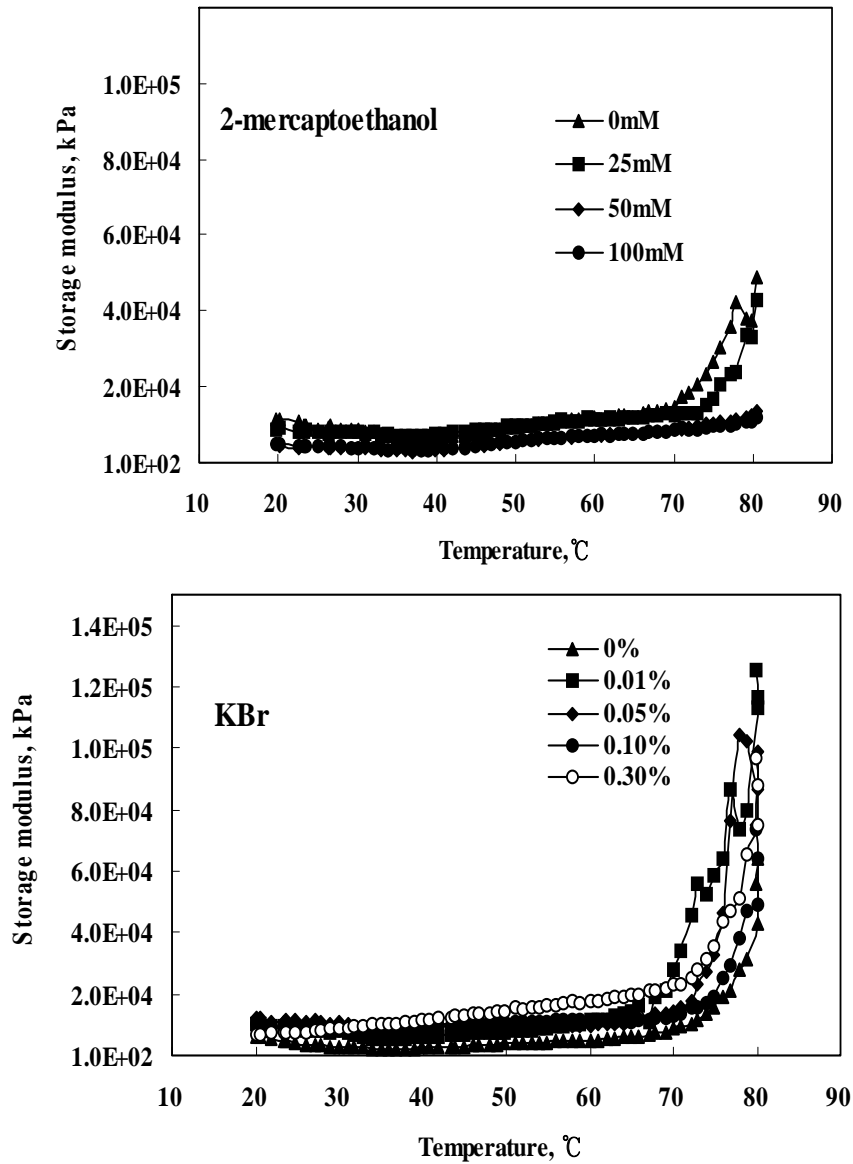 1.0E+05
2-mercaptoethanol
0mM
8.0E+04
25mM
6.0E+04
50mM
100mM
4.0E+04
2.0E+04
1.0E+02
Storage modulus, kPa
10 20 30 40 50 60 70 80 90
Temperature, ℃
1.4E+05
0%
1.2E+05
0.01%
KBr
0.05%
1.0E+05
0.10%
0.30%
8.0E+04
6.0E+04
4.0E+04
2.0E+04
1.0E+02
Storage modulus, kPa
10 20 30 40 50 60 70 80 90
Temperature, ℃